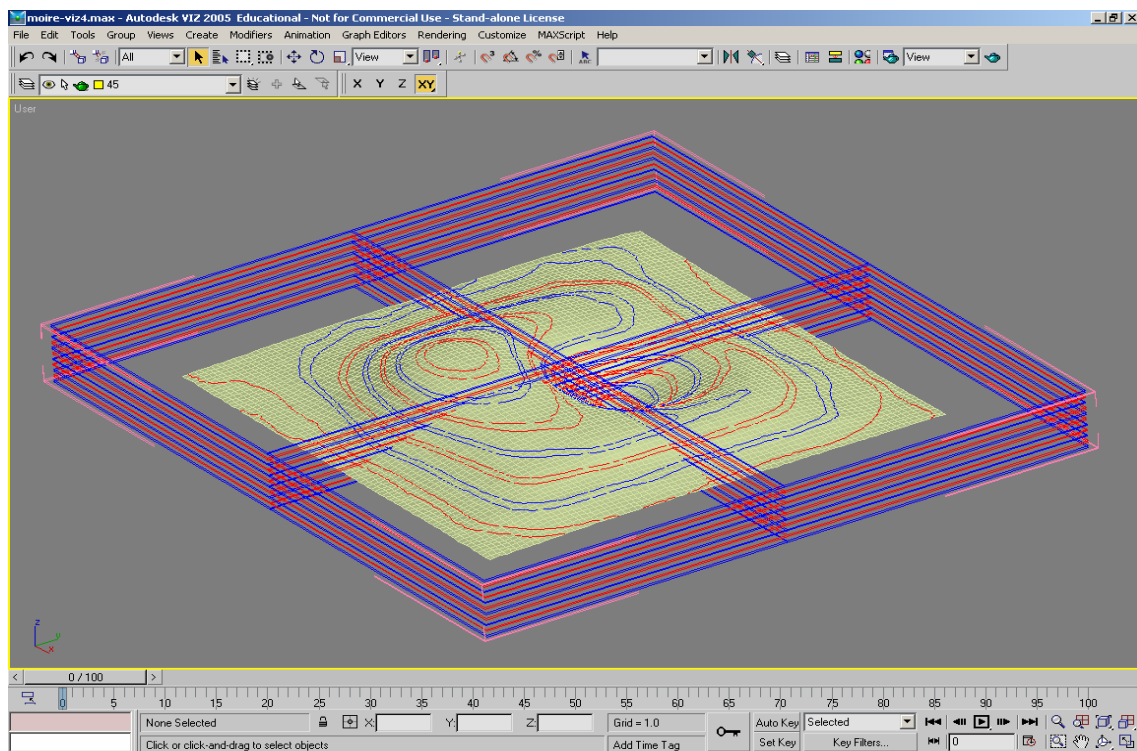 moire-viz4.max - Autodesk VIZ 2005 Educational - Not for Commercial Use - Stand-alone License
File Edit Tools Group Views Create Modifiers Animation Graph Editors Rendering Customize MAXScript Help
All View View
45 X Y Z XY
User
z y x
< 0 / 100 >
0 5 10 15 20 25 30 35 40 45 50 55 60 65 70 75 80 85 90 95 100
None Selected X: Y: Z: Grid = 1.0 Auto Key Selected
Click or click-and-drag to select objects Add Time Tag Set Key Key Filters... 0